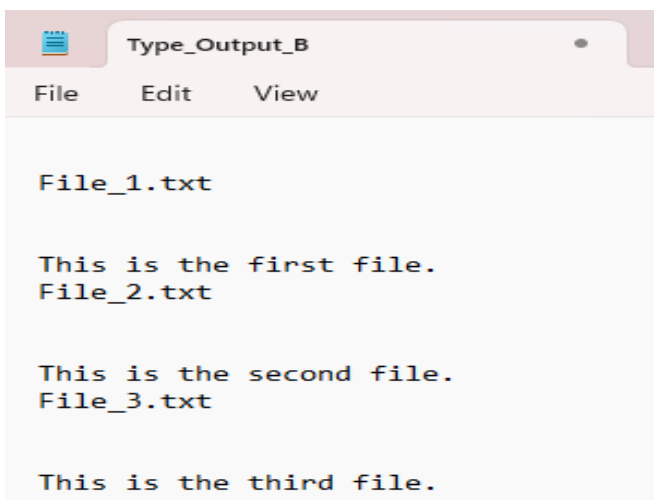 Type_Output_B
File Edit View
File_1.txt
This is the first file.
File_2.txt
This is the second file.
File_3.txt
This is the third file.